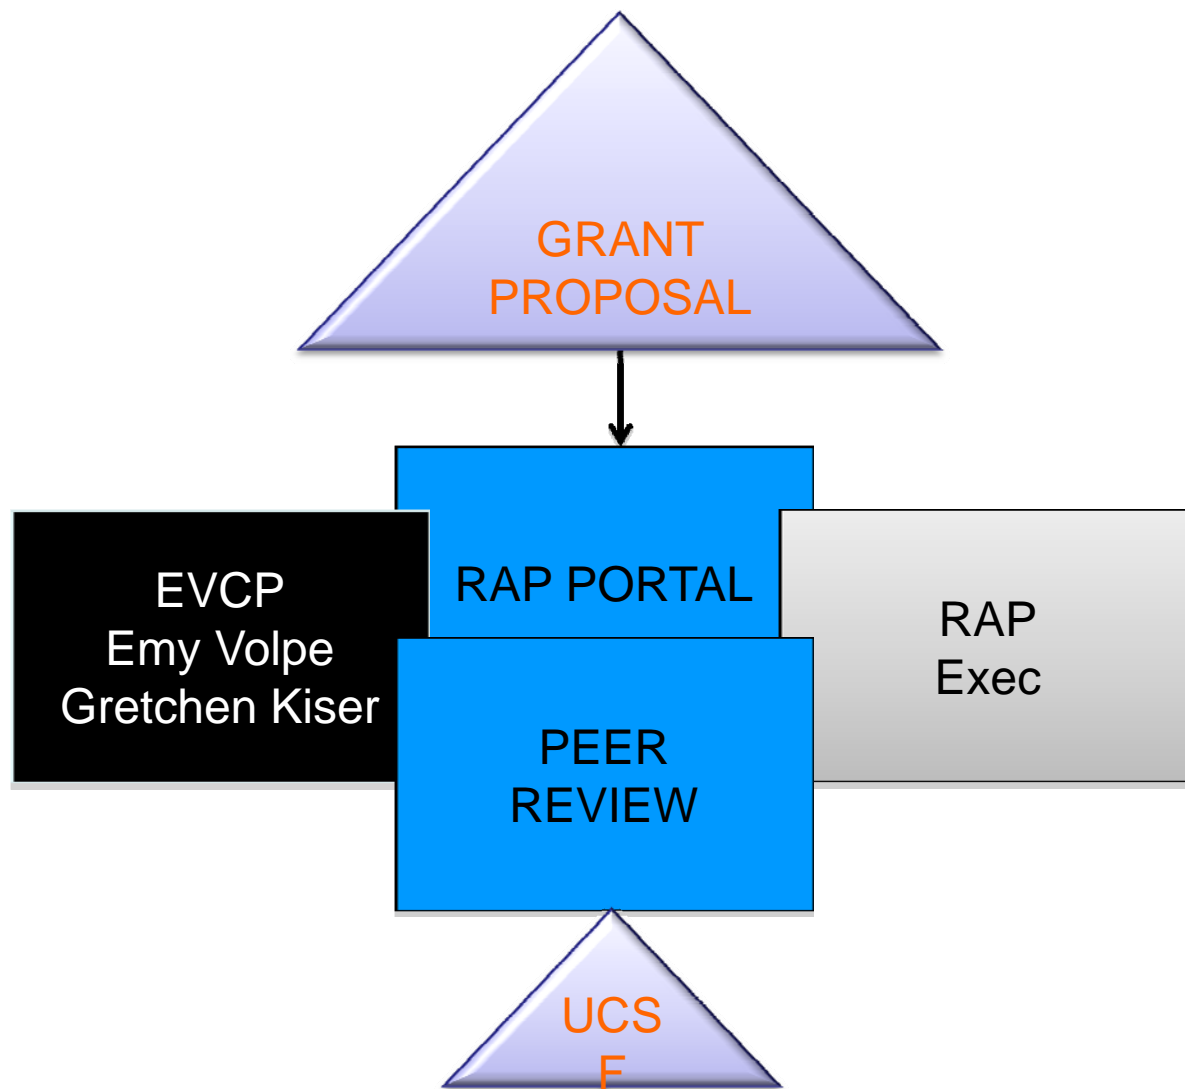 GRANT
PROPOSAL
RAP PORTAL
EVCP
Emy Volpe
Gretchen Kiser
RAP
Exec
PEER
REVIEW
UCS
F